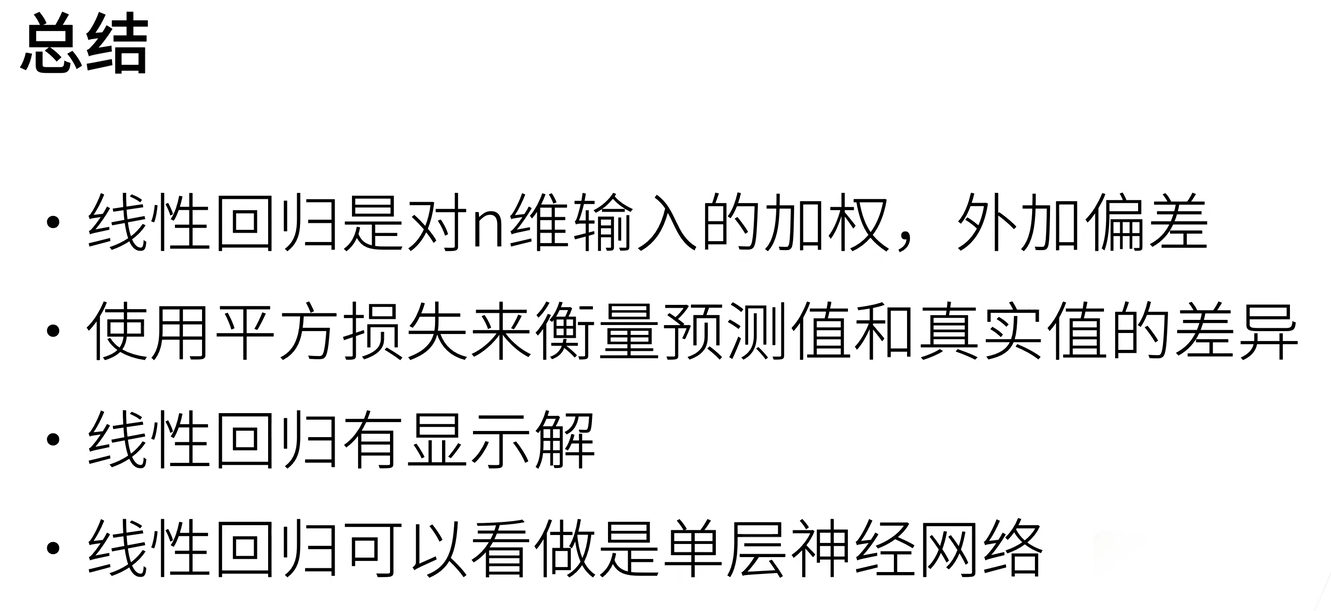 总结
• 线性回归是对n维输入的加权，外加偏差
• 使用平方损失来衡量预测值和真实值的差异
• 线性回归有显示解
• 线性回归可以看做是单层神经网络